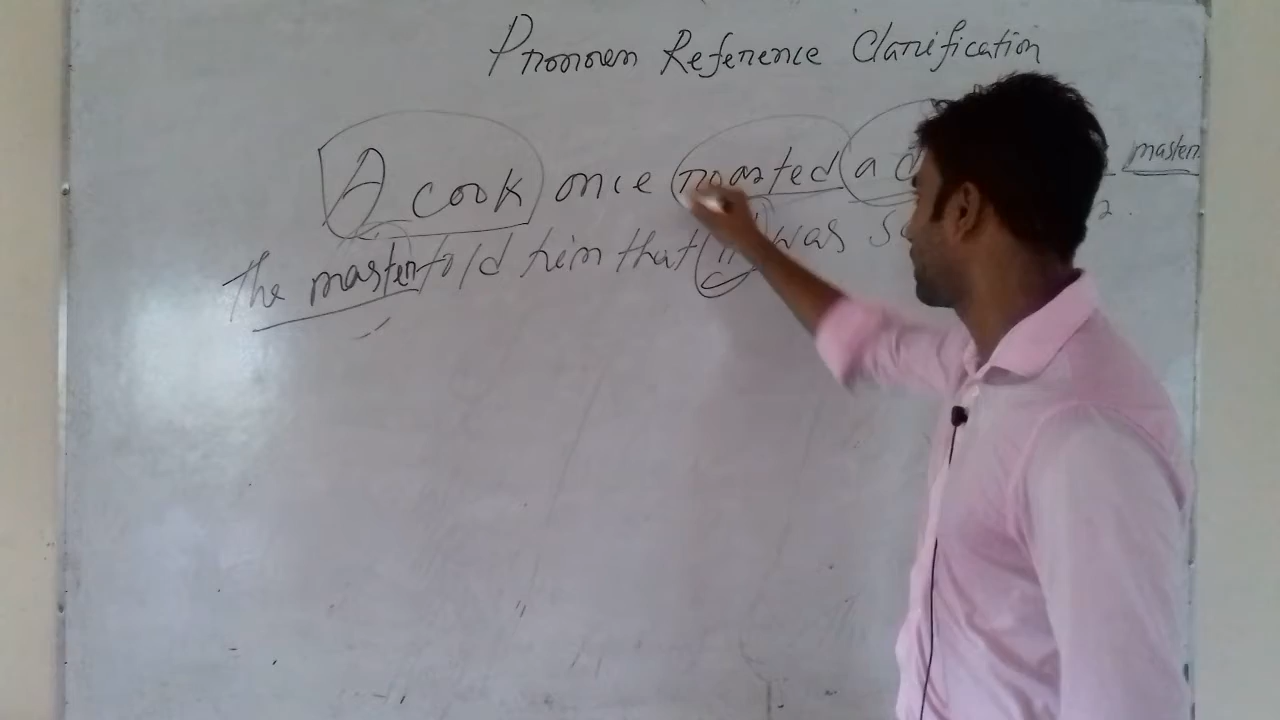 Pronoun Reference Clarification
A cook once roasted a master
The master told him that it was